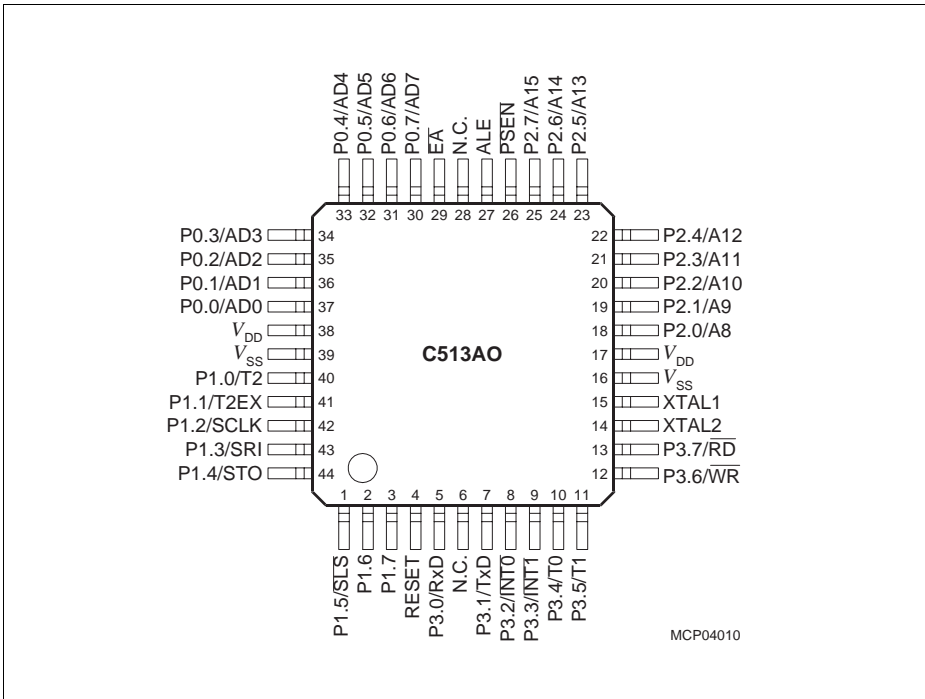 P0.4/AD4
P0.5/AD5
P0.6/AD6
P0.7/AD7
EA
N.C.
ALE
PSEN
P2.7/A15
P2.6/A14
P2.5/A13
33 32 31 30 29 28 27 26 25 24 23
P0.3/AD3 34
P0.2/AD2 35
P0.1/AD1 36
P0.0/AD0 37
VDD 38
VSS 39
P1.0/T2 40
P1.1/T2EX 41
P1.2/SCLK 42
P1.3/SRI 43
P1.4/STO 44
C513AO
22 P2.4/A12
21 P2.3/A11
20 P2.2/A10
19 P2.1/A9
18 P2.0/A8
17 VDD
16 VSS
15 XTAL1
14 XTAL2
13 P3.7/RD
12 P3.6/WR
1 2 3 4 5 6 7 8 9 10 11
P1.5/SLS
P1.6
P1.7
RESET
P3.0/RxD
N.C.
P3.1/TxD
P3.2/INT0
P3.3/INT1
P3.4/T0
P3.5/T1
MCP04010